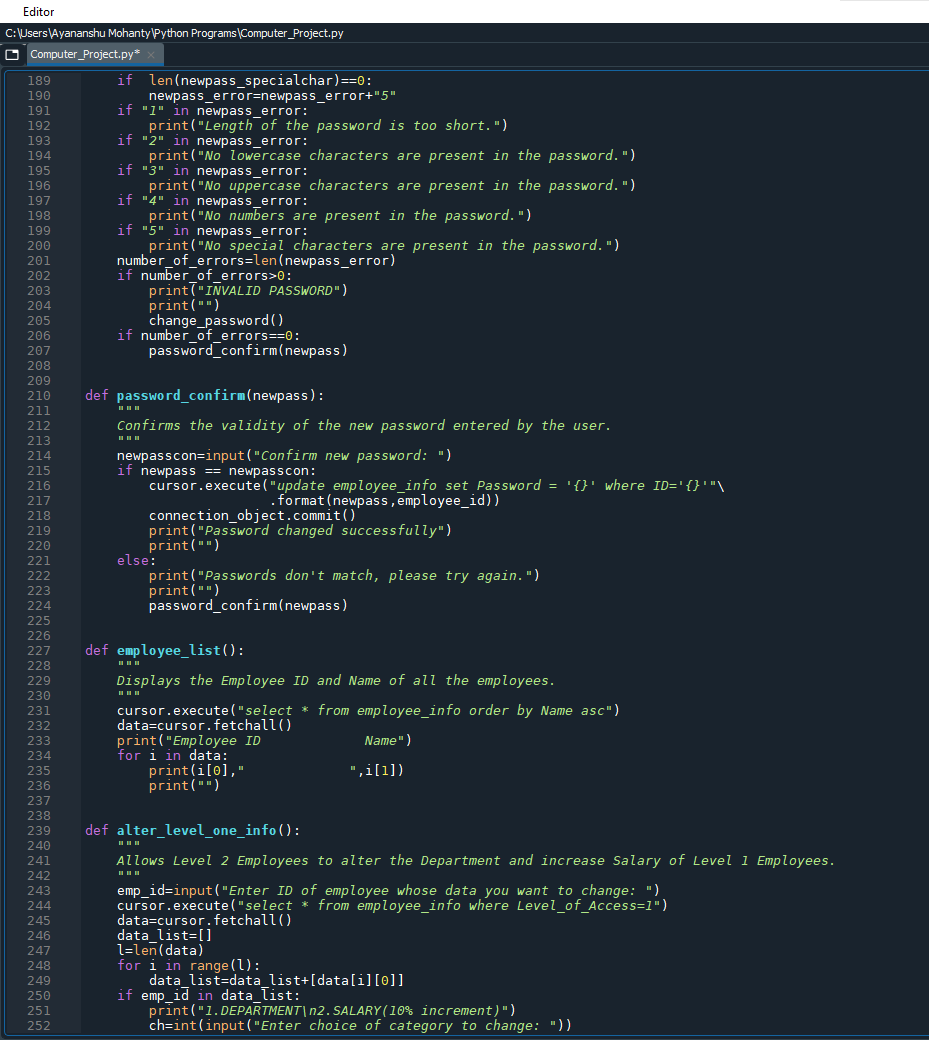 Editor
C:\Users\Ayananshu Mohanty\Python Programs\Computer_Project.py
Computer_Project.py*
189         if  len(newpass_specialchar)==0:
190             newpass_error=newpass_error+"5"
191         if "1" in newpass_error:
192             print("Length of the password is too short.")
193         if "2" in newpass_error:
194             print("No lowercase characters are present in the password.")
195         if "3" in newpass_error:
196             print("No uppercase characters are present in the password.")
197         if "4" in newpass_error:
198             print("No numbers are present in the password.")
199         if "5" in newpass_error:
200             print("No special characters are present in the password.")
201         number_of_errors=len(newpass_error)
202         if number_of_errors>0:
203             print("INVALID PASSWORD")
204             print("")
205             change_password()
206         if number_of_errors==0:
207             password_confirm(newpass)
208
209
210     def password_confirm(newpass):
211         """
212         Confirms the validity of the new password entered by the user.
213         """
214         newpasscon=input("Confirm new password: ")
215         if newpass == newpasscon:
216             cursor.execute("update employee_info set Password = '{}' where ID='{}'"\
217                            .format(newpass,employee_id))
218             connection_object.commit()
219             print("Password changed successfully")
220             print("")
221         else:
222             print("Passwords don't match, please try again.")
223             print("")
224             password_confirm(newpass)
225
226
227     def employee_list():
228         """
229         Displays the Employee ID and Name of all the employees.
230         """
231         cursor.execute("select * from employee_info order by Name asc")
232         data=cursor.fetchall()
233         print("Employee ID             Name")
234         for i in data:
235             print(i[0],"             ",i[1])
236             print("")
237
238
239     def alter_level_one_info():
240         """
241         Allows Level 2 Employees to alter the Department and increase Salary of Level 1 Employees.
242         """
243         emp_id=input("Enter ID of employee whose data you want to change: ")
244         cursor.execute("select * from employee_info where Level_of_Access=1")
245         data=cursor.fetchall()
246         data_list=[]
247         l=len(data)
248         for i in range(l):
249             data_list=data_list+[data[i][0]]
250         if emp_id in data_list:
251             print("1.DEPARTMENT\n2.SALARY(10% increment)")
252             ch=int(input("Enter choice of category to change: "))